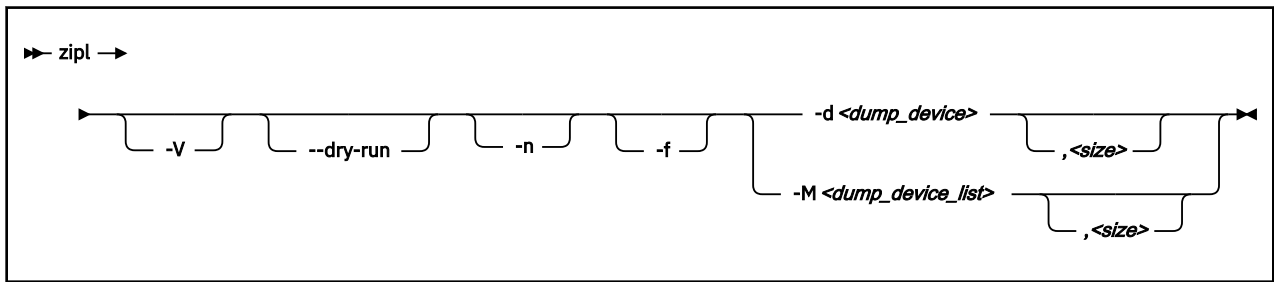 zipl
-d <dump_device>
-V --dry-run -n -f ,<size>
-M <dump_device_list>
,<size>